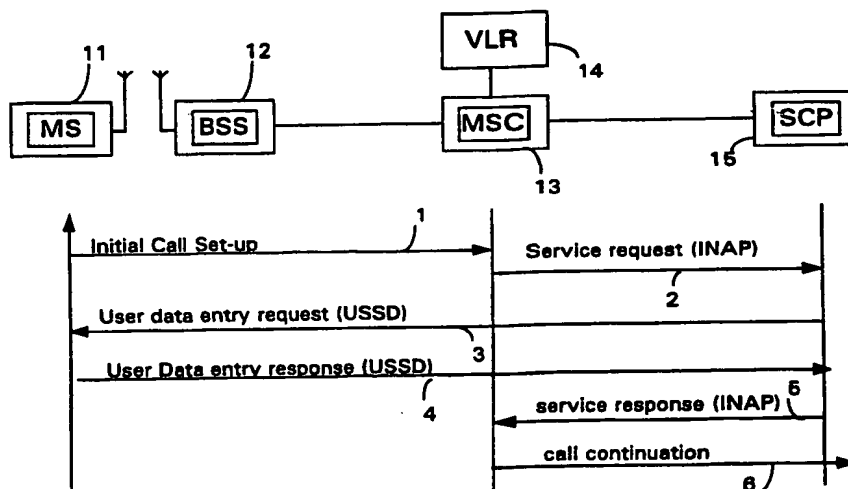 11
12
VLR
14
MS
BSS
MSC
13
SCP
15
1
Initial Call Set-up
Service request (INAP)
2
User data entry request (USSD)
3
User Data entry response (USSD)
4
service response (INAP)
5
call continuation
6